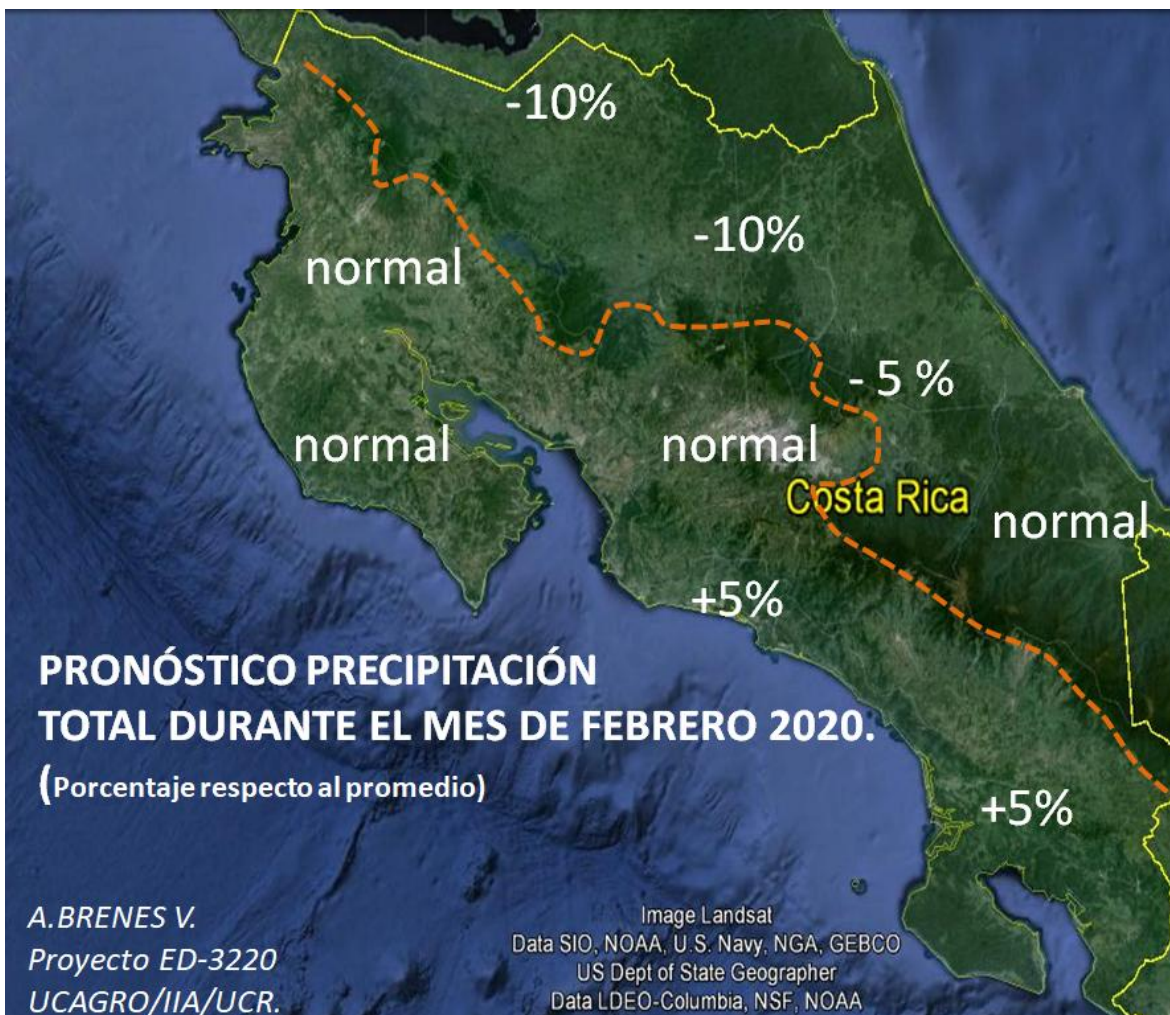 -10%
-10%
normal
- 5 %
normal
normal
Costa Rica
normal
+5%
PRONÓSTICO PRECIPITACIÓN
TOTAL DURANTE EL MES DE FEBRERO 2020.
(Porcentaje respecto al promedio)
+5%
A.BRENES V.
Proyecto ED-3220
UCAGRO/IIA/UCR.
Image Landsat
Data SIO, NOAA, U.S. Navy, NGA, GEBCO
US Dept of State Geographer
Data LDEO-Columbia, NSF, NOAA